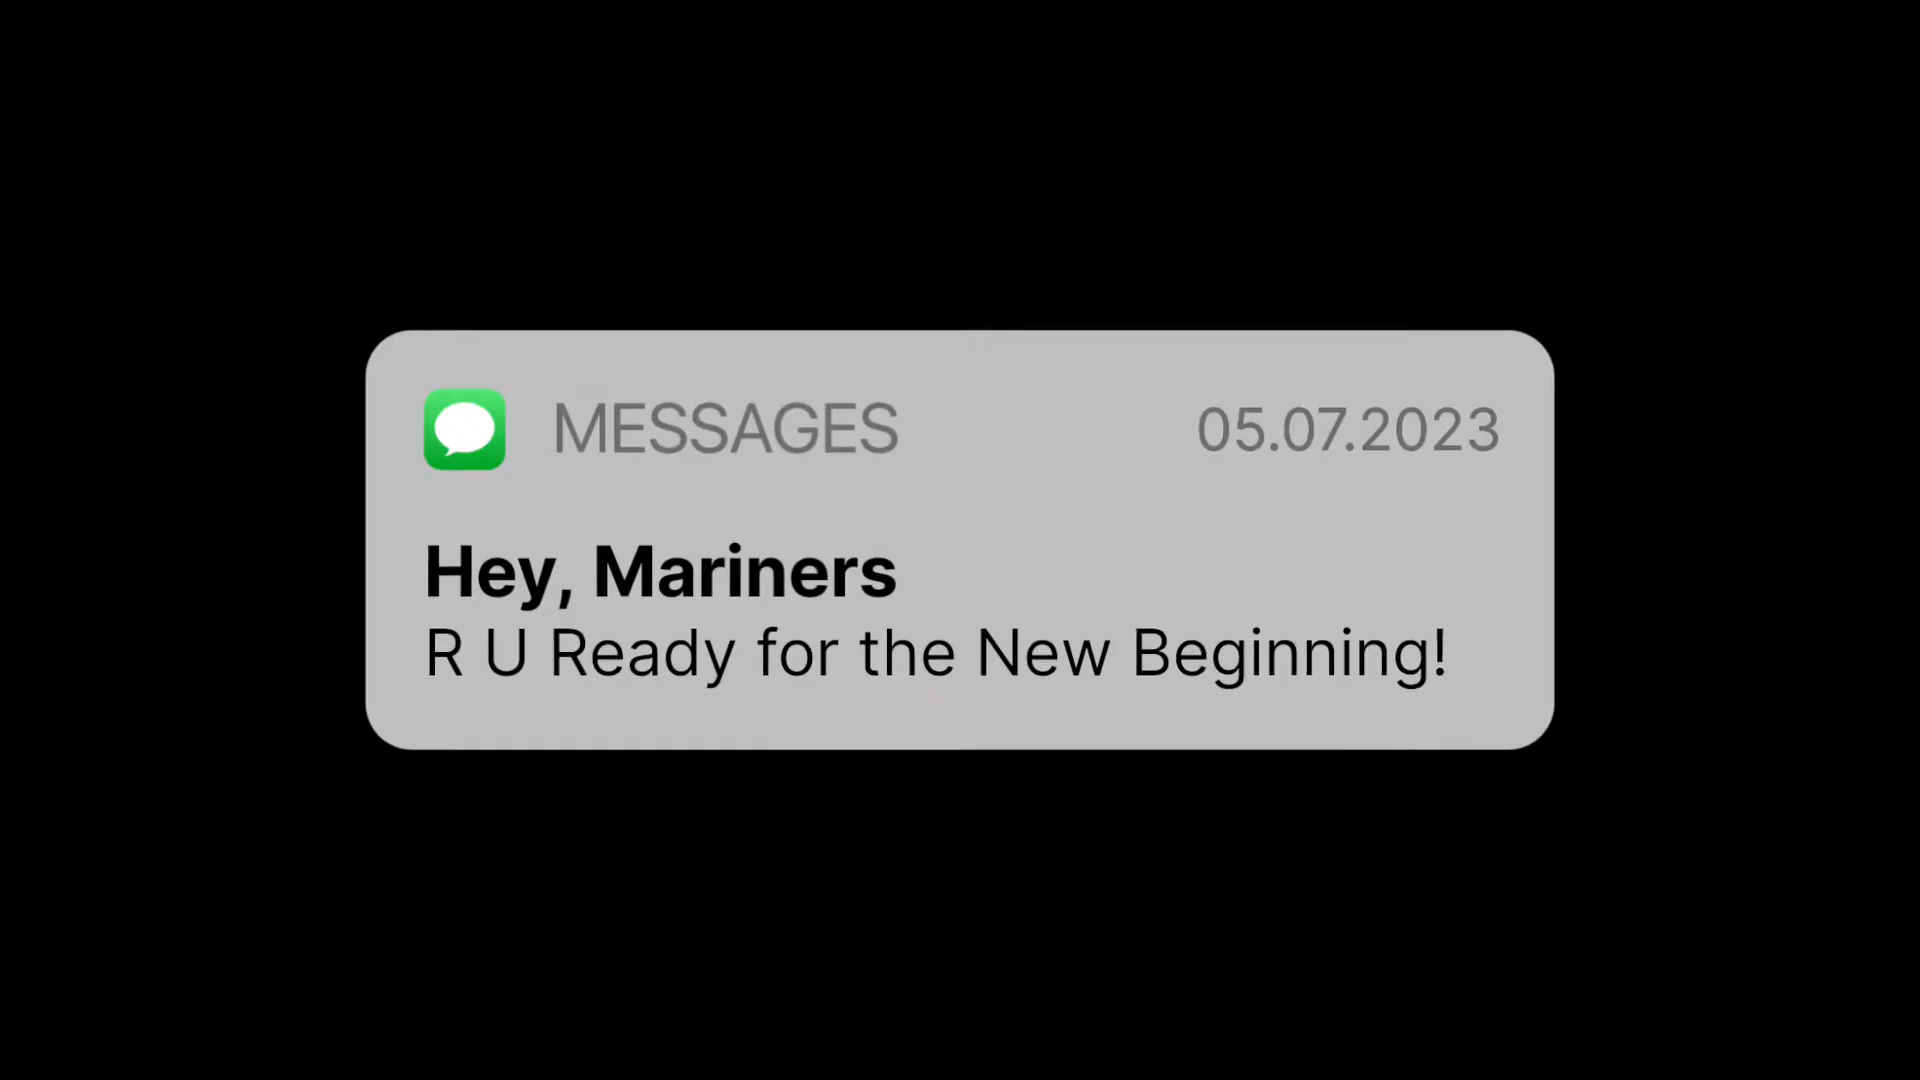 MESSAGES 05.07.2023
Hey, Mariners
R U Ready for the New Beginning!